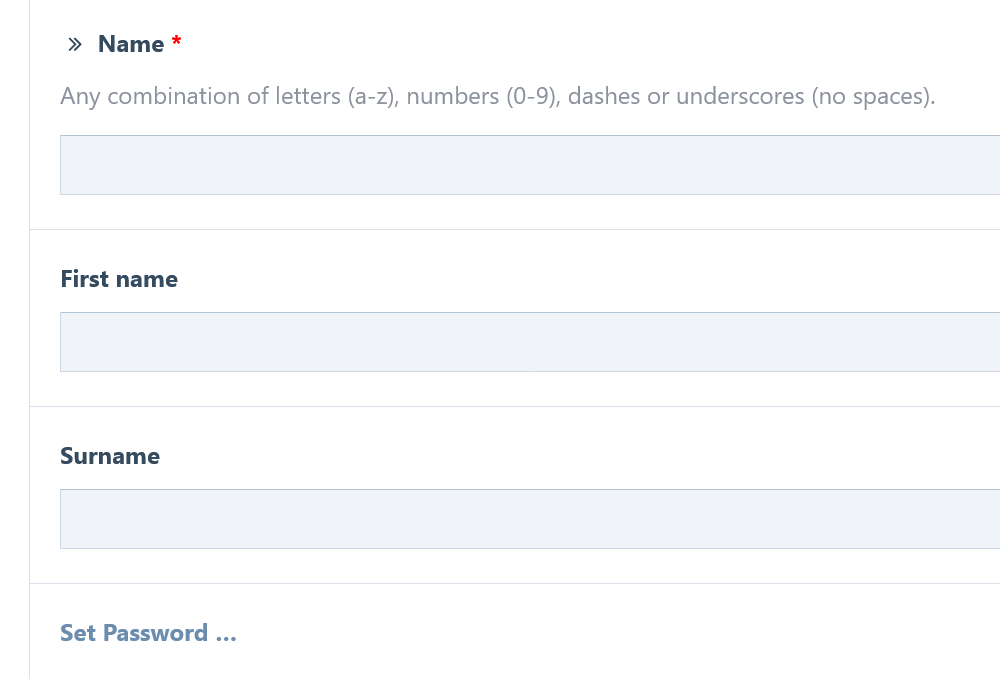 » Name *
Any combination of letters (a-z), numbers (0-9), dashes or underscores (no spaces).
First name
Surname
Set Password ...